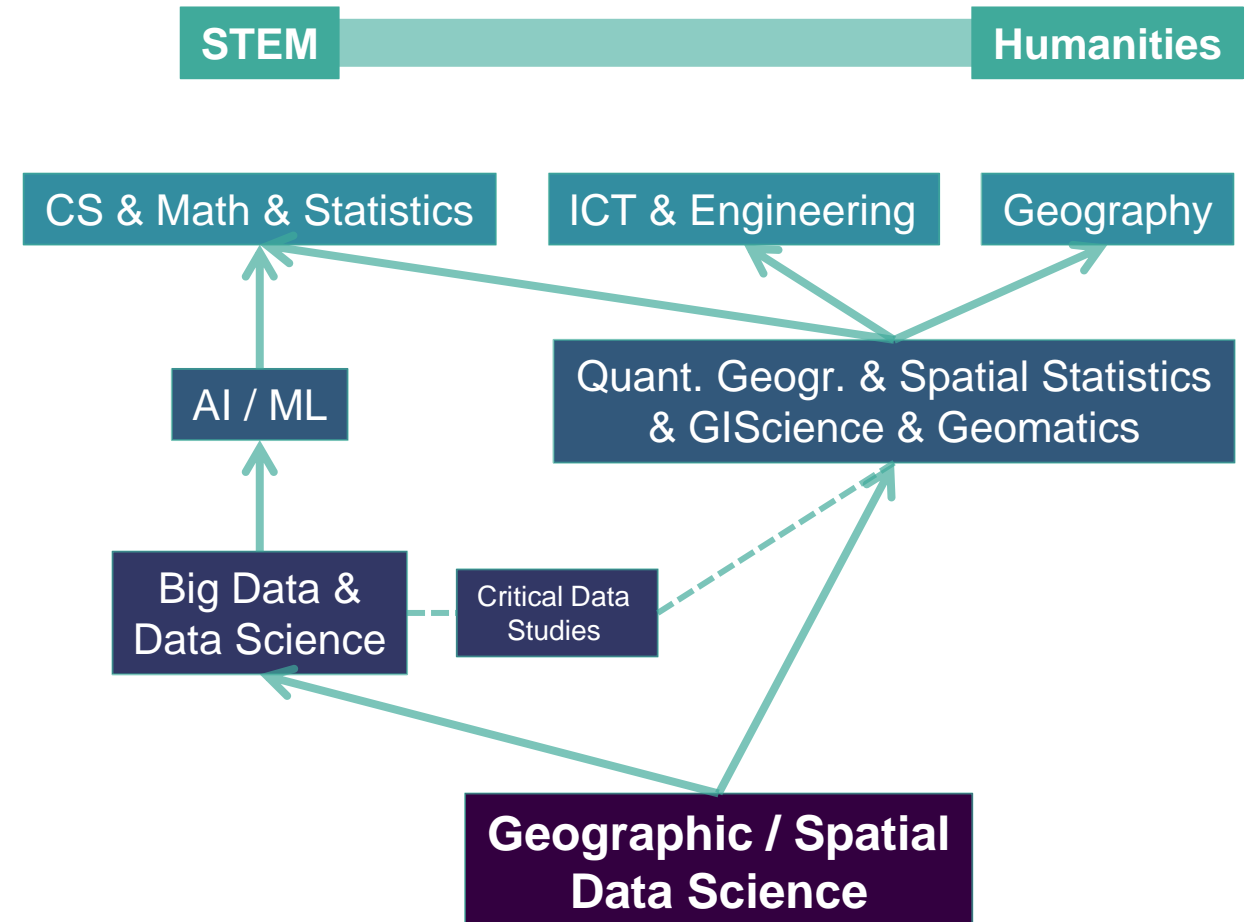 STEM
Humanities
CS & Math & Statistics
ICT & Engineering
Geography
AI / ML
Quant. Geogr. & Spatial Statistics
& GIScience & Geomatics
Big Data &
Data Science
Critical Data
Studies
Geographic / Spatial
Data Science